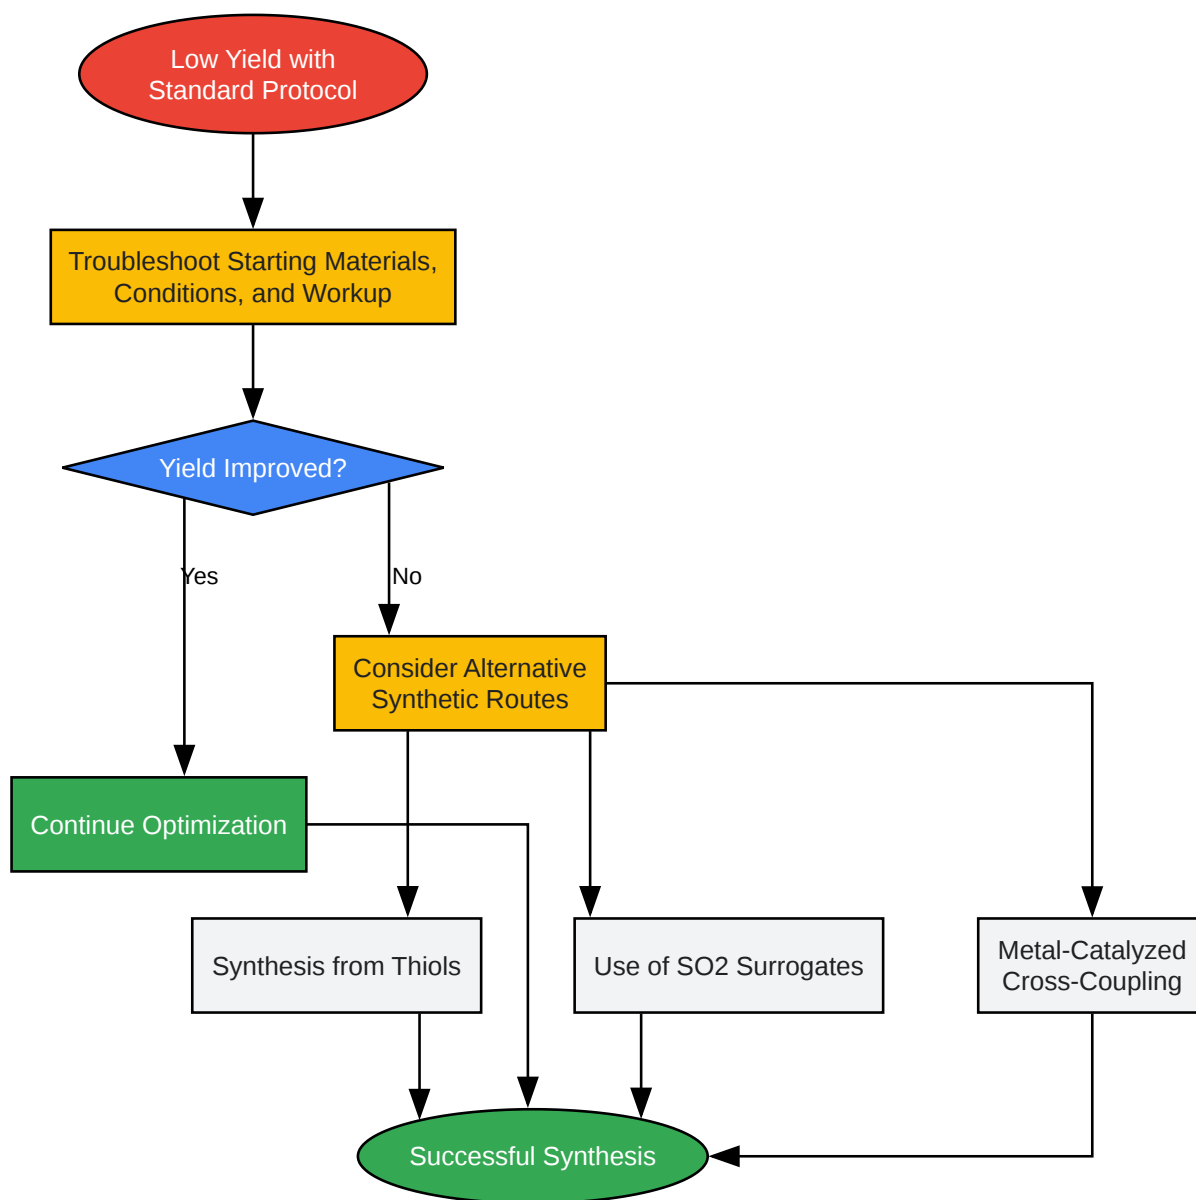 Low Yield with
Standard Protocol
Troubleshoot Starting Materials,
Conditions, and Workup
Yield Improved?
Yes
No
Consider Alternative
Synthetic Routes
Continue Optimization
Synthesis from Thiols
Use of SO2 Surrogates
Metal-Catalyzed
Cross-Coupling
Successful Synthesis